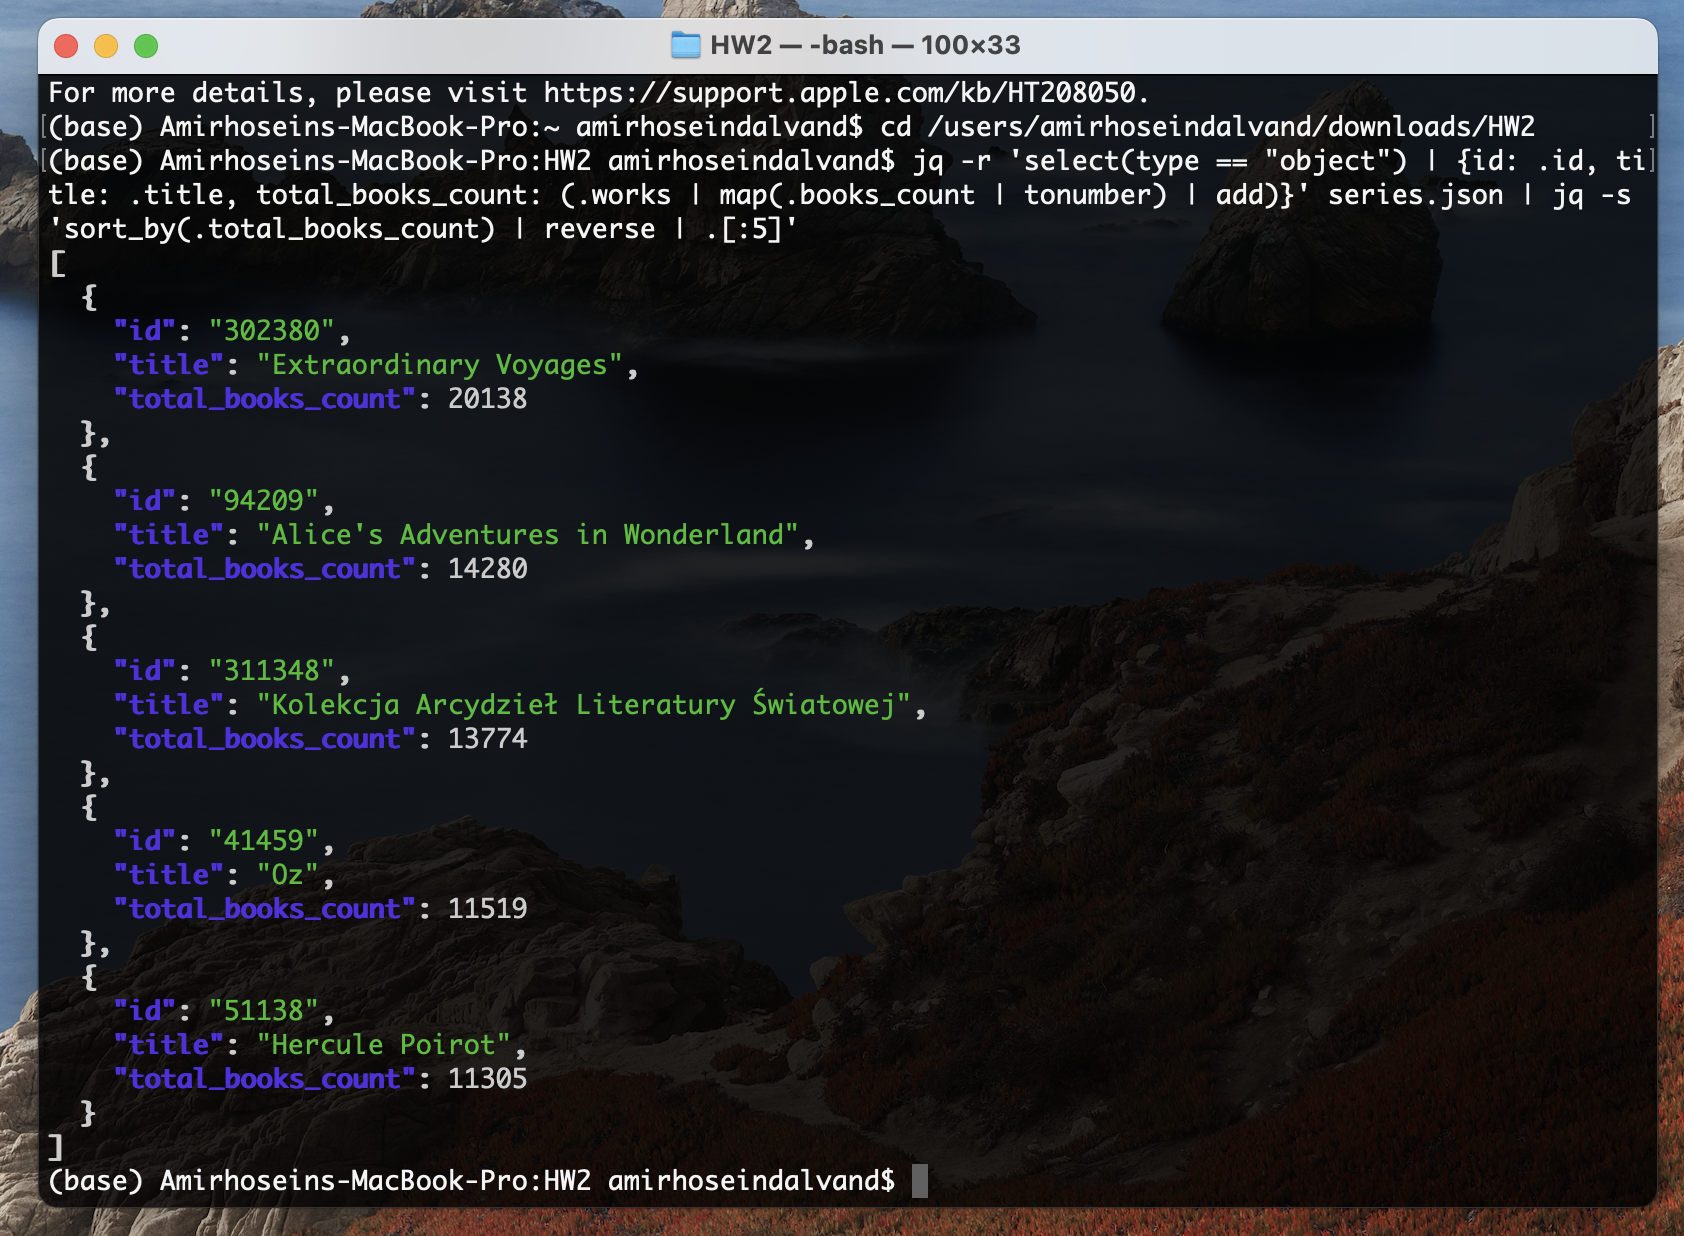 HW2 — -bash — 100×33
For more details, please visit https://support.apple.com/kb/HT208050.
[(base) Amirhoseins-MacBook-Pro:~ amirhoseindalvand$ cd /users/amirhoseindalvand/downloads/HW2 ]
[(base) Amirhoseins-MacBook-Pro:HW2 amirhoseindalvand$ jq -r 'select(type == "object") | {id: .id, ti]
tle: .title, total_books_count: (.works | map(.books_count | tonumber) | add)}' series.json | jq -s
'sort_by(.total_books_count) | reverse | .[:5]'
[
  {
    "id": "302380",
    "title": "Extraordinary Voyages",
    "total_books_count": 20138
  },
  {
    "id": "94209",
    "title": "Alice's Adventures in Wonderland",
    "total_books_count": 14280
  },
  {
    "id": "311348",
    "title": "Kolekcja Arcydzieł Literatury Światowej",
    "total_books_count": 13774
  },
  {
    "id": "41459",
    "title": "Oz",
    "total_books_count": 11519
  },
  {
    "id": "51138",
    "title": "Hercule Poirot",
    "total_books_count": 11305
  }
]
(base) Amirhoseins-MacBook-Pro:HW2 amirhoseindalvand$